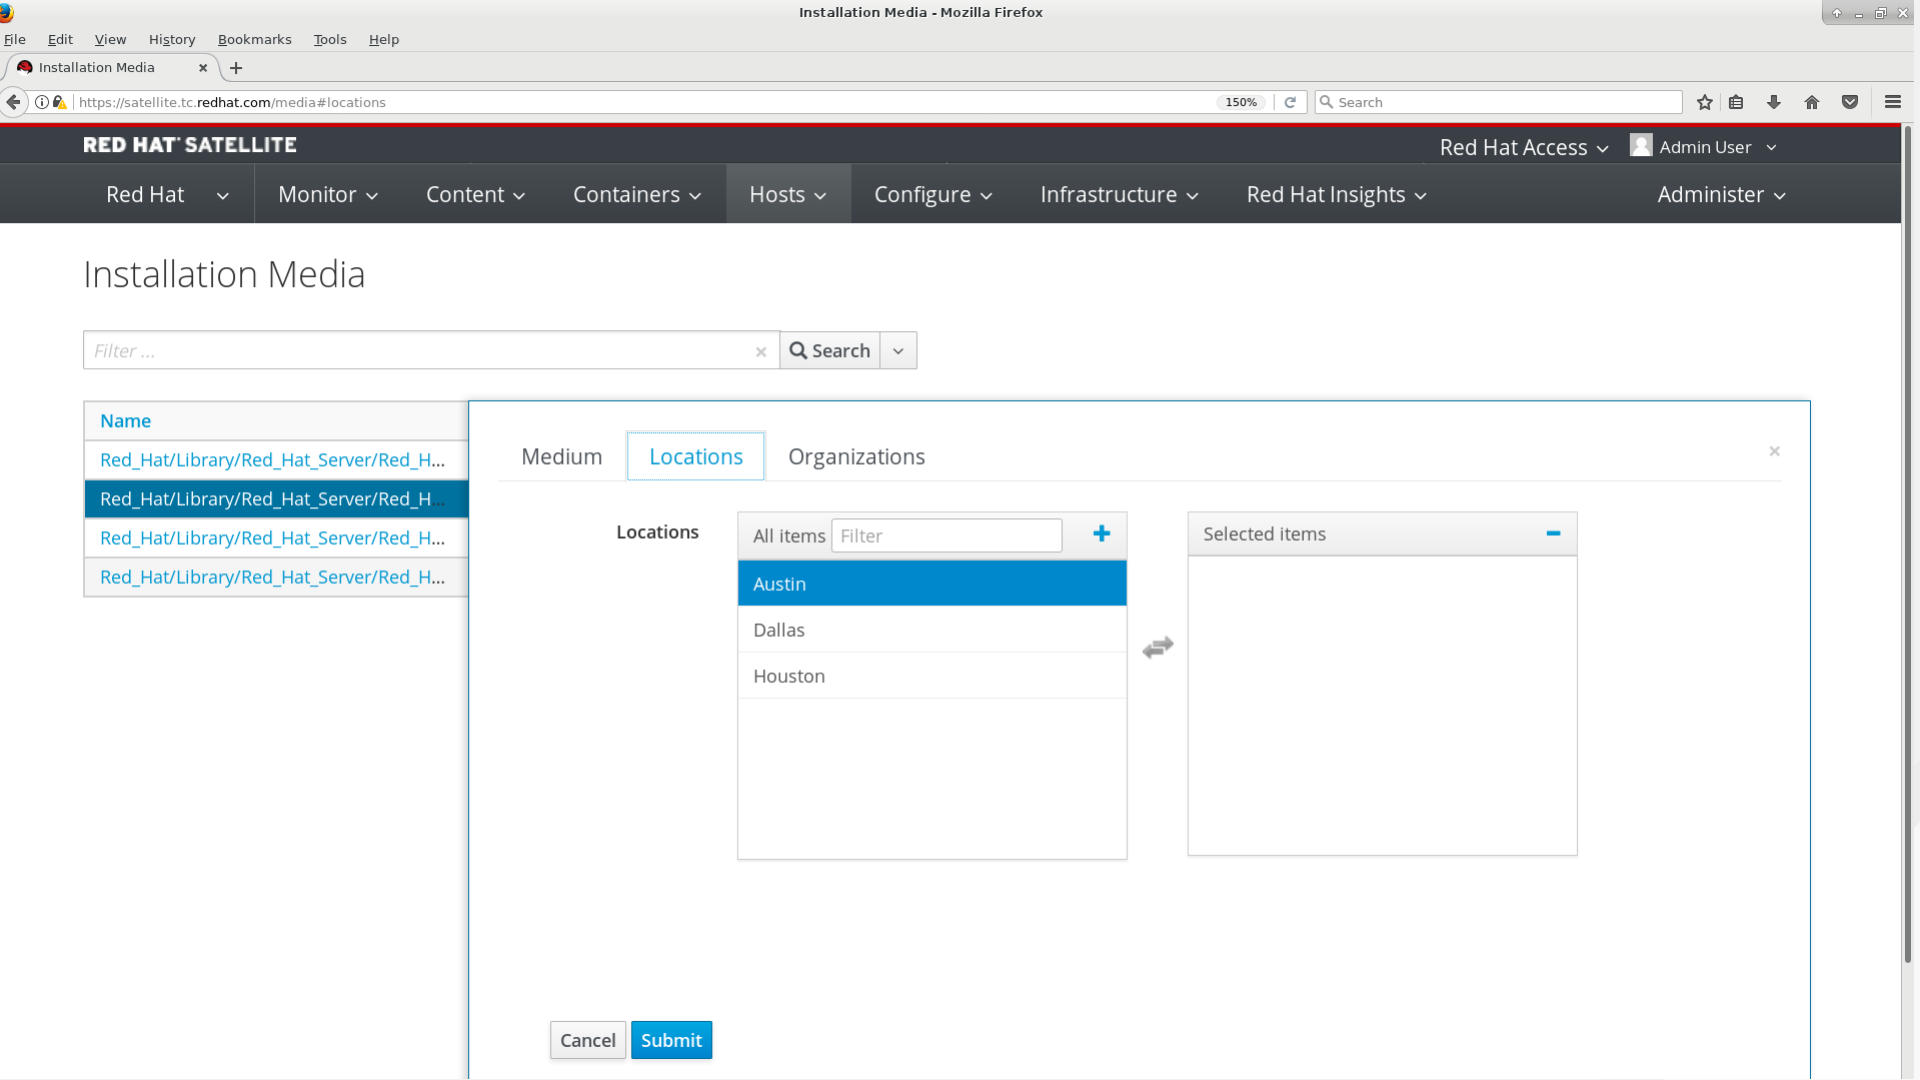 Installation Media - Mozilla Firefox
File Edit View History Bookmarks Tools Help
Installation Media
https://satellite.tc.redhat.com/media#locations 150% Search
RED HAT SATELLITE Red Hat Access Admin User
Red Hat Monitor Content Containers Hosts Configure Infrastructure Red Hat Insights Administer
Installation Media
Filter ... Search
Name
Red_Hat/Library/Red_Hat_Server/Red_H...
Red_Hat/Library/Red_Hat_Server/Red_H...
Red_Hat/Library/Red_Hat_Server/Red_H...
Red_Hat/Library/Red_Hat_Server/Red_H...
Medium Locations Organizations
Locations All items Filter Selected items
Austin
Dallas
Houston
Cancel Submit